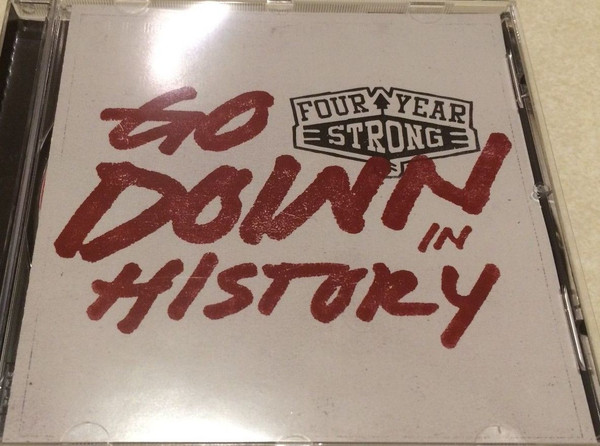 GO
FOUR YEAR
STRONG
DOWN
IN
HISTORY